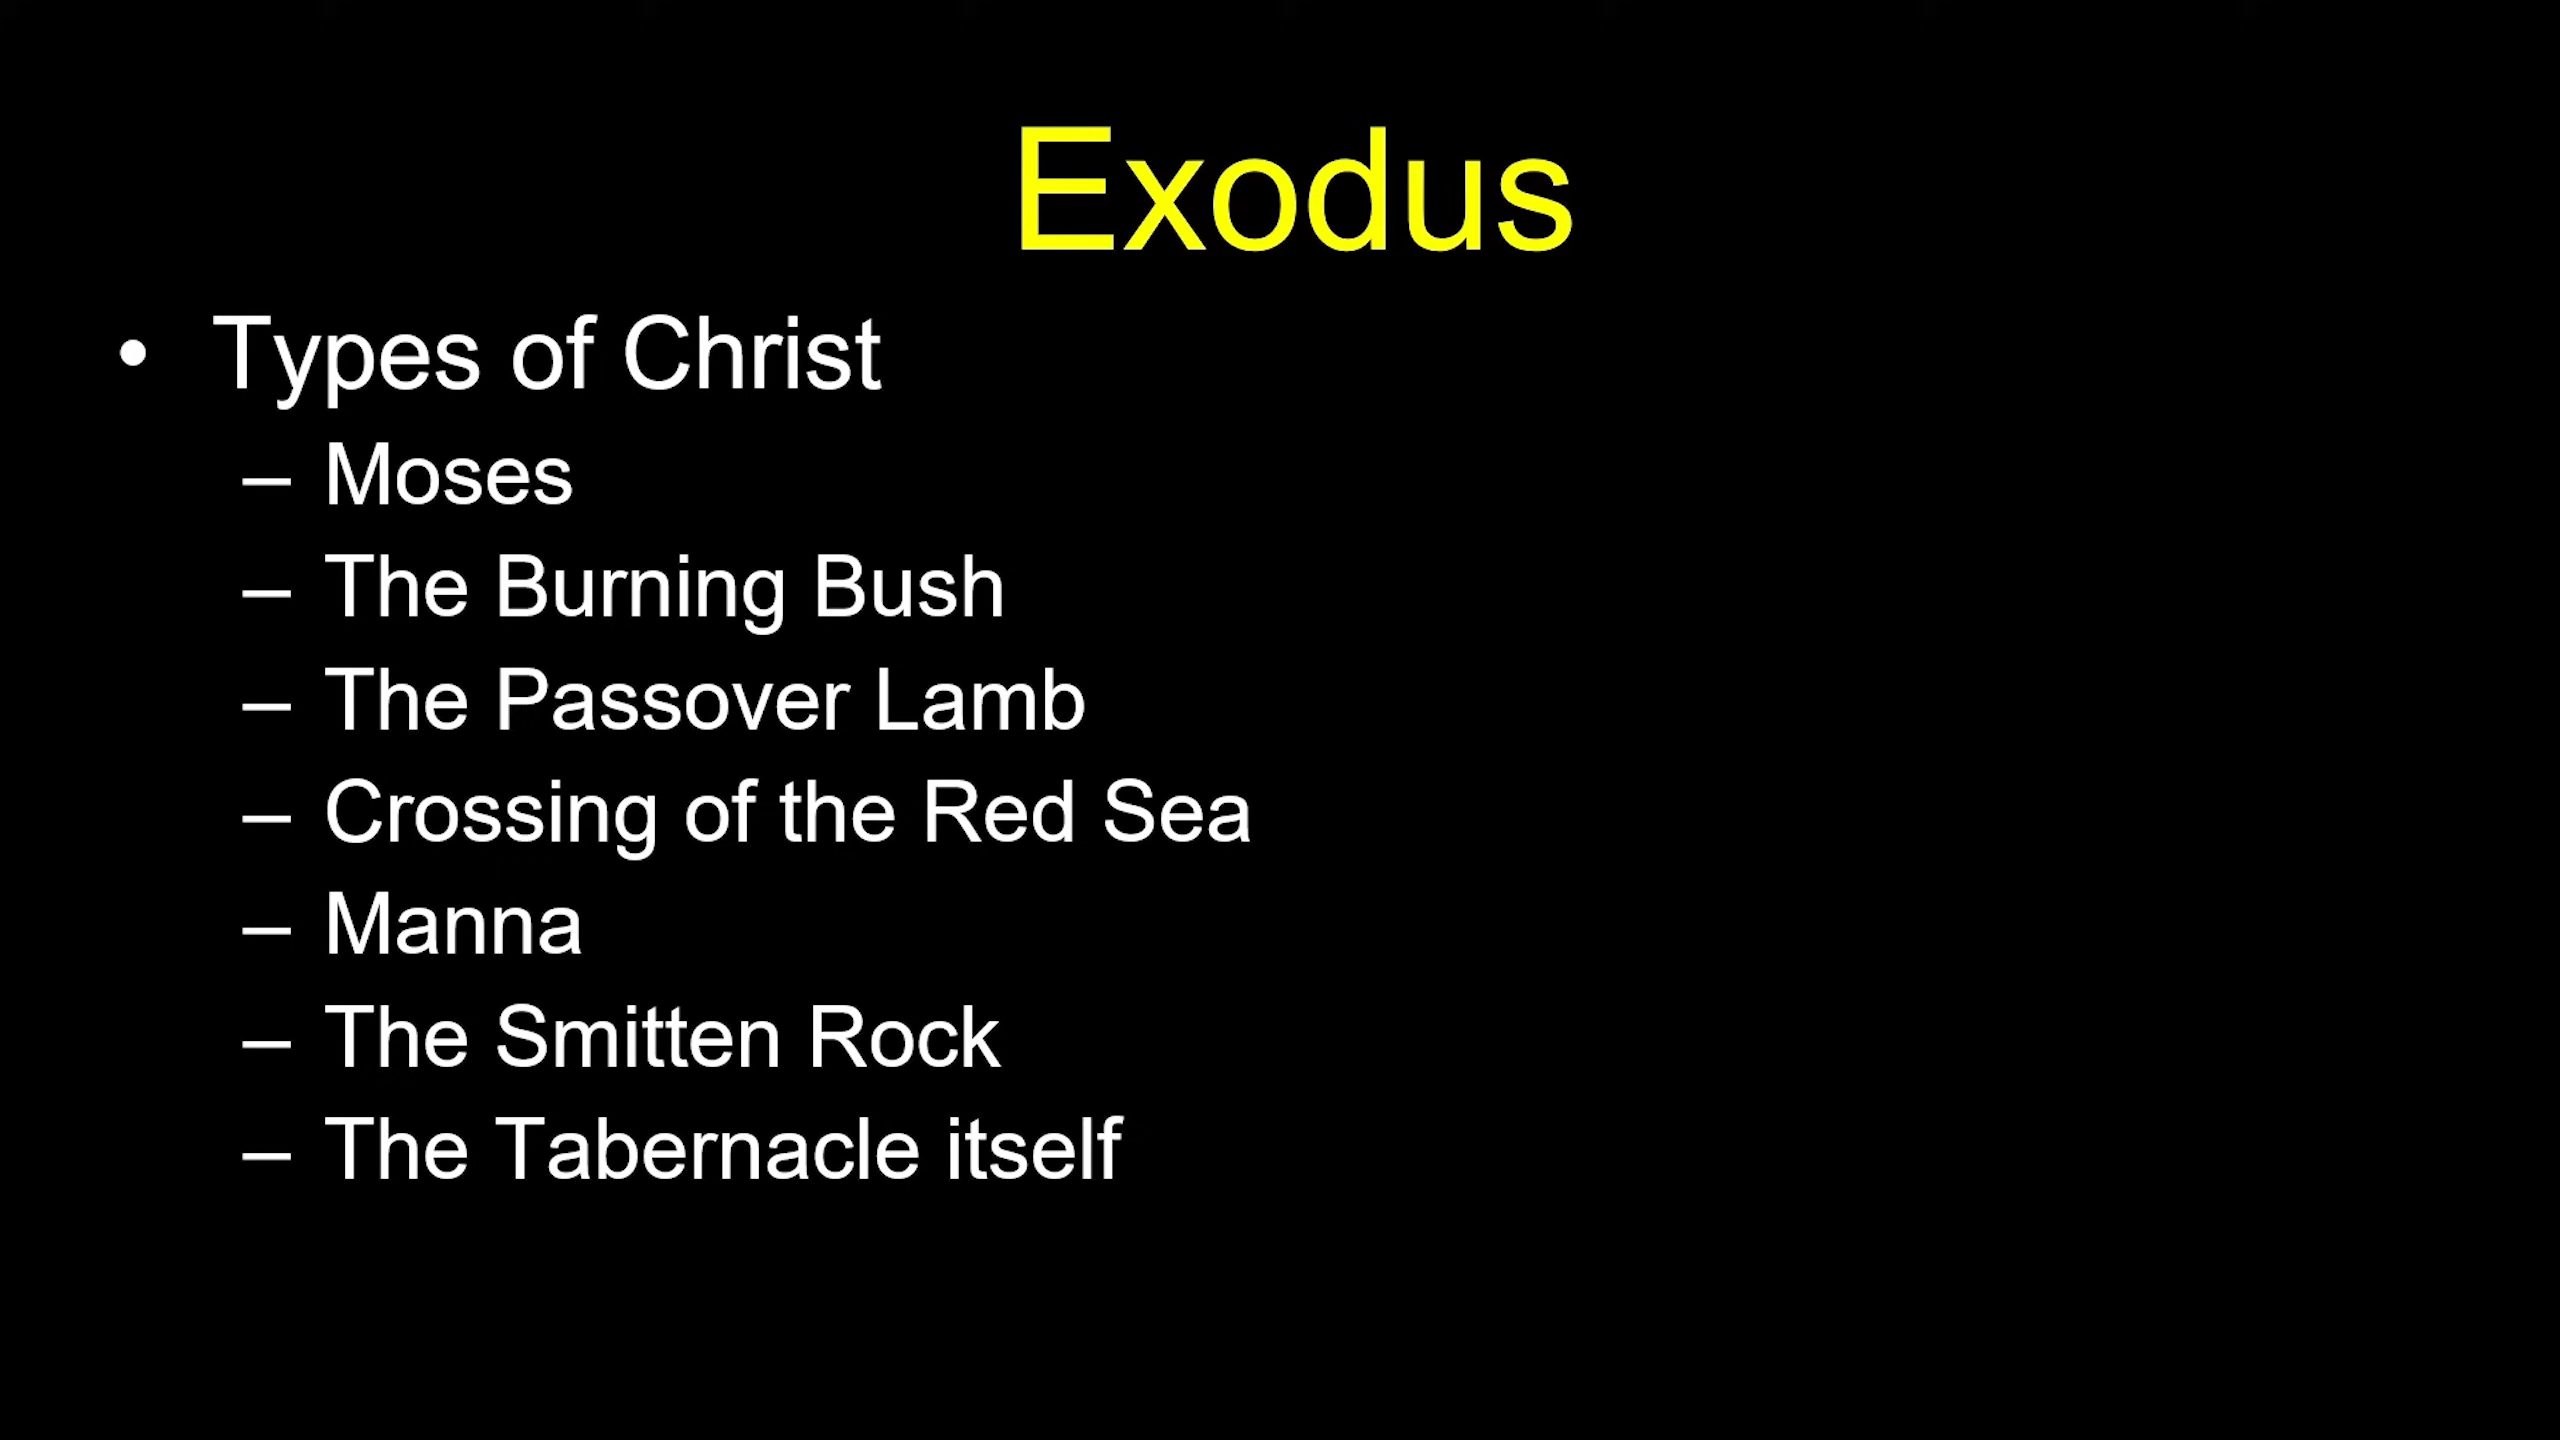 Exodus
• Types of Christ
– Moses
– The Burning Bush
– The Passover Lamb
– Crossing of the Red Sea
– Manna
– The Smitten Rock
– The Tabernacle itself